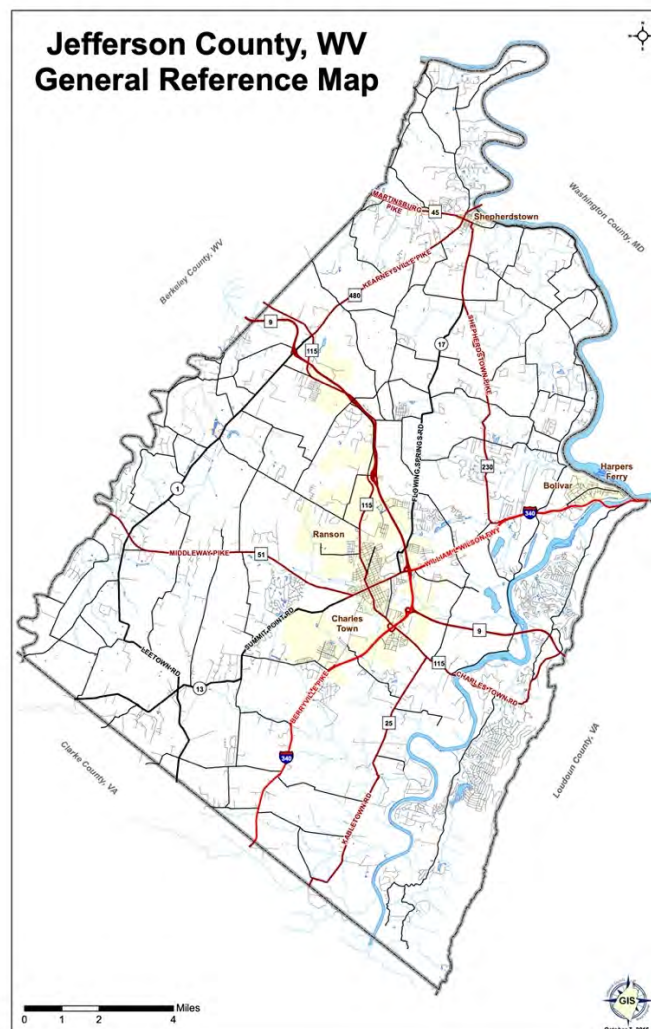 Jefferson County, WV
General Reference Map
MARTINSBURG
PIKE
45
Shepherdstown
Washington County, MD
Berkeley County, WV
KEARNEYSVILLE PIKE
480
9
115
17
SHEPHERDSTOWN PIKE
FLOWING SPRINGS RD
230
Harpers
Ferry
Bolivar
1
115
340
Ranson
WILLIAM L WILSON FWY
MIDDLEWAY PIKE
51
SUMMIT POINT RD
Charles
Town
9
LEETOWN RD
115
CHARLES TOWN RD
13
BERRYVILLE PIKE
25
340
KABLETOWN RD
Clarke County, VA
Loudoun County, VA
Miles
0 1 2 4
GIS